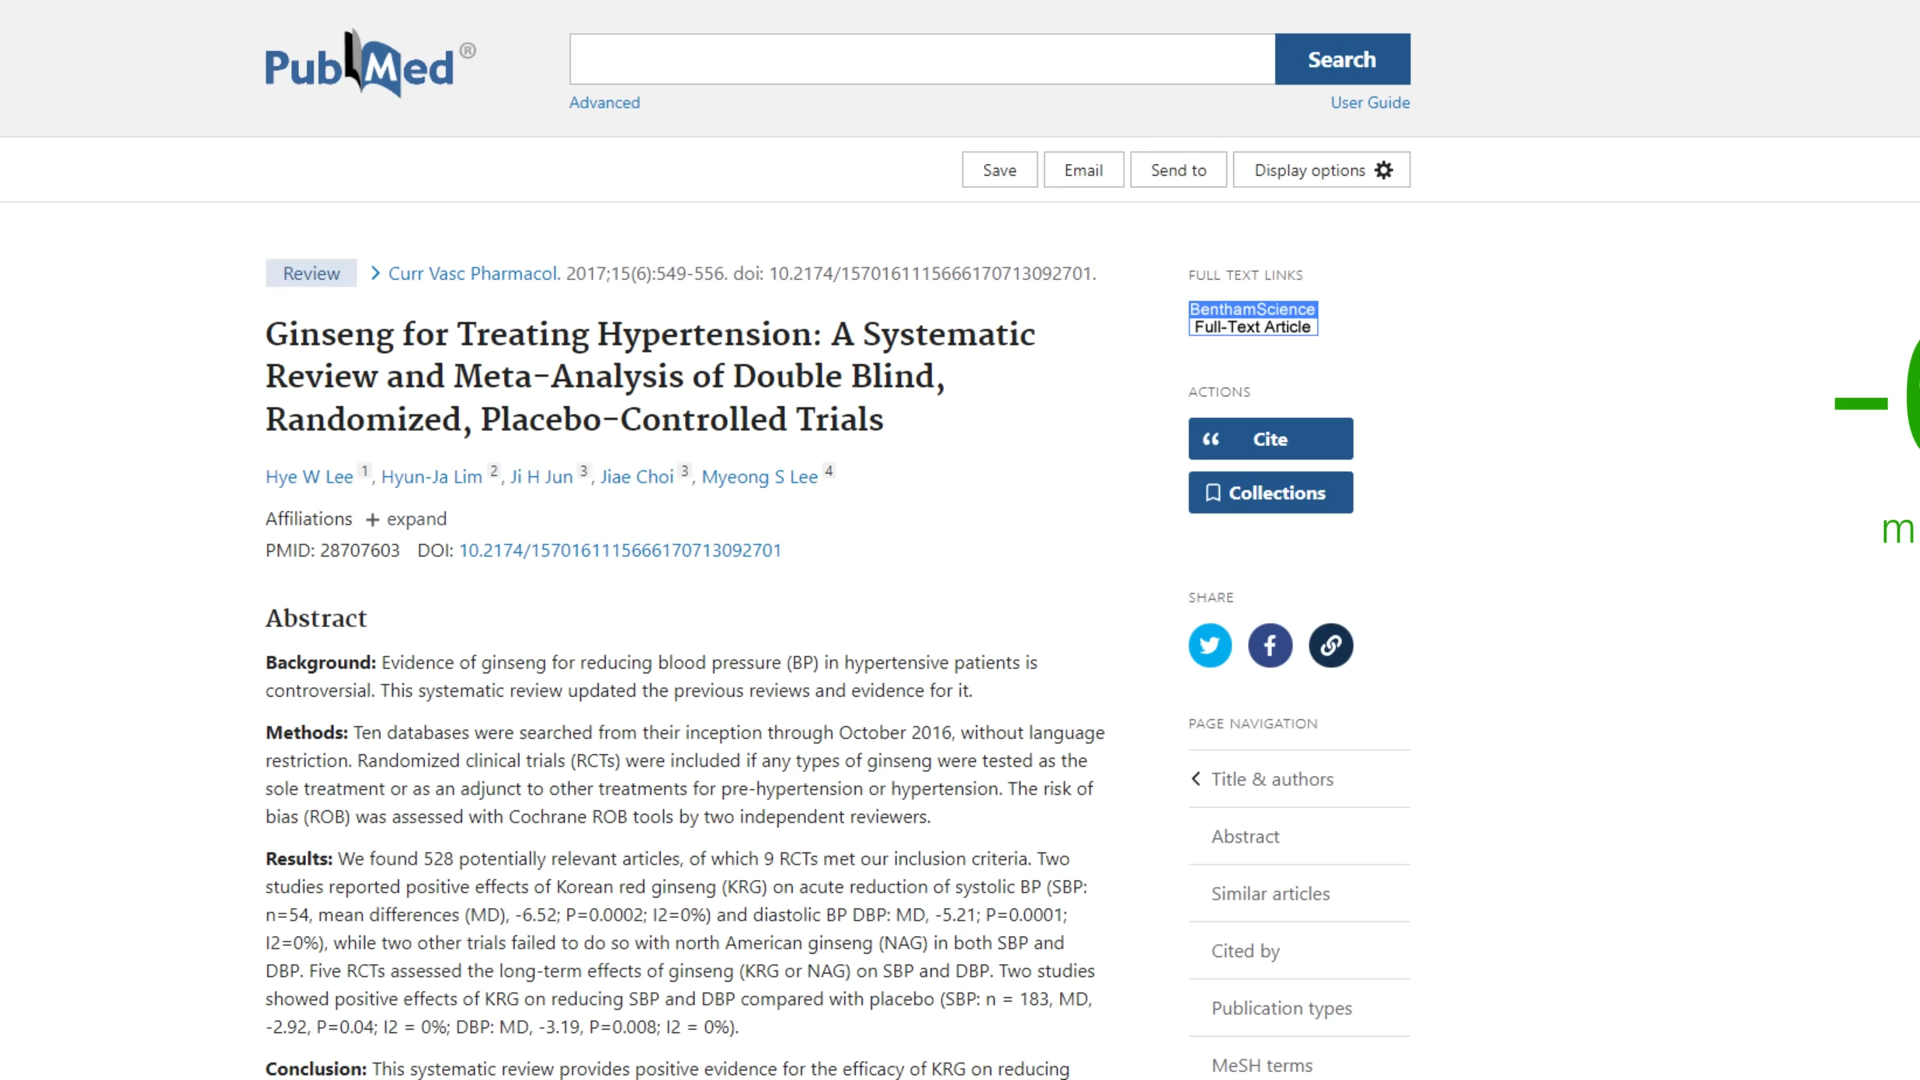 PubMed®
Search
Advanced
User Guide
Save
Email
Send to
Display options
Review
Curr Vasc Pharmacol. 2017;15(6):549-556. doi: 10.2174/1570161115666170713092701.
Ginseng for Treating Hypertension: A Systematic
Review and Meta-Analysis of Double Blind,
Randomized, Placebo-Controlled Trials
Hye W Lee 1, Hyun-Ja Lim 2, Ji H Jun 3, Jiae Choi 3, Myeong S Lee 4
Affiliations + expand
PMID: 28707603 DOI: 10.2174/1570161115666170713092701
Abstract
Background: Evidence of ginseng for reducing blood pressure (BP) in hypertensive patients is
controversial. This systematic review updated the previous reviews and evidence for it.
Methods: Ten databases were searched from their inception through October 2016, without language
restriction. Randomized clinical trials (RCTs) were included if any types of ginseng were tested as the
sole treatment or as an adjunct to other treatments for pre-hypertension or hypertension. The risk of
bias (ROB) was assessed with Cochrane ROB tools by two independent reviewers.
Results: We found 528 potentially relevant articles, of which 9 RCTs met our inclusion criteria. Two
studies reported positive effects of Korean red ginseng (KRG) on acute reduction of systolic BP (SBP:
n=54, mean differences (MD), -6.52; P=0.0002; I2=0%) and diastolic BP DBP: MD, -5.21; P=0.0001;
I2=0%), while two other trials failed to do so with north American ginseng (NAG) in both SBP and
DBP. Five RCTs assessed the long-term effects of ginseng (KRG or NAG) on SBP and DBP. Two studies
showed positive effects of KRG on reducing SBP and DBP compared with placebo (SBP: n = 183, MD,
-2.92, P=0.04; I2 = 0%; DBP: MD, -3.19, P=0.008; I2 = 0%).
Conclusion: This systematic review provides positive evidence for the efficacy of KRG on reducing
FULL TEXT LINKS
BenthamScience
Full-Text Article
ACTIONS
Cite
Collections
SHARE
PAGE NAVIGATION
Title & authors
Abstract
Similar articles
Cited by
Publication types
MeSH terms
m